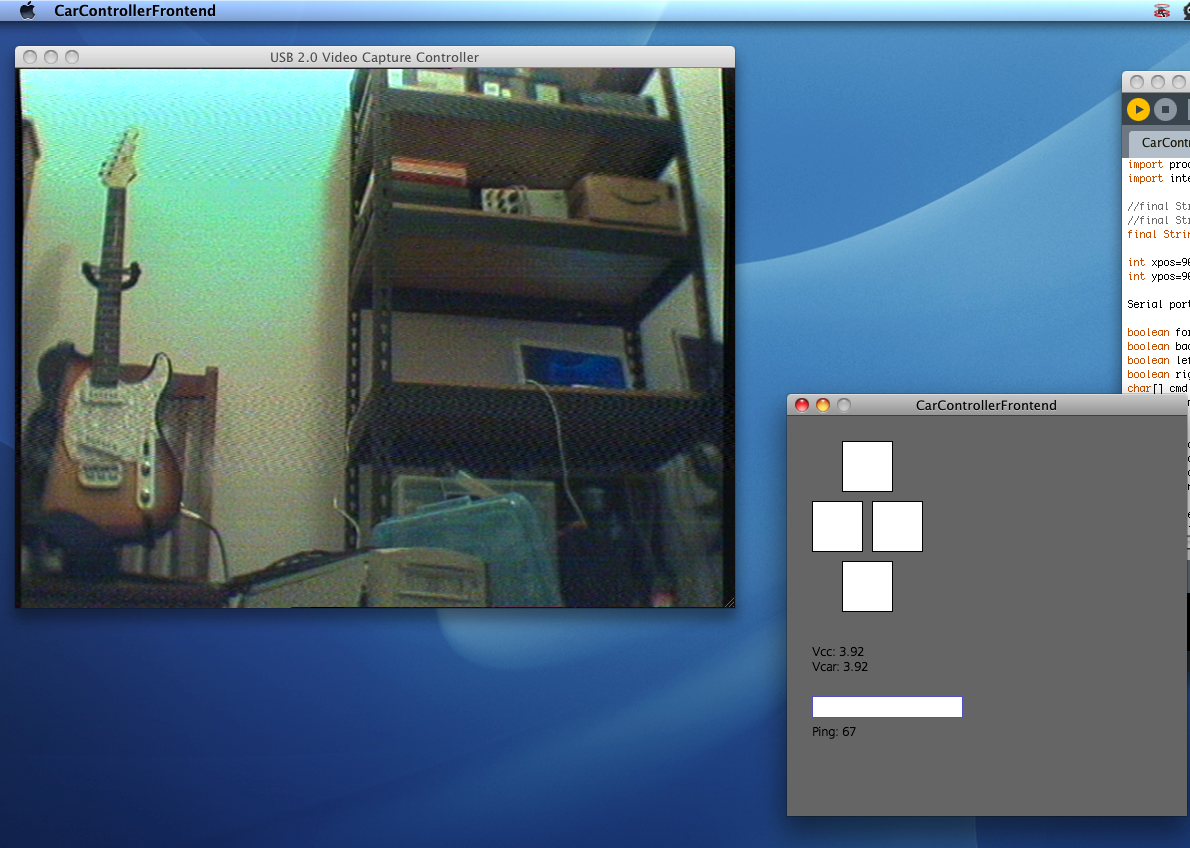 CarControllerFrontend
USB 2.0 Video Capture Controller
CarContr
import proc
import inte
//final Str
//final Str
final Strin
int xpos=90
int ypos=90
Serial port
boolean for
boolean bac
boolean lef
boolean rig
char[] cmd
CarControllerFrontend
Vcc: 3.92
Vcar: 3.92
Ping: 67